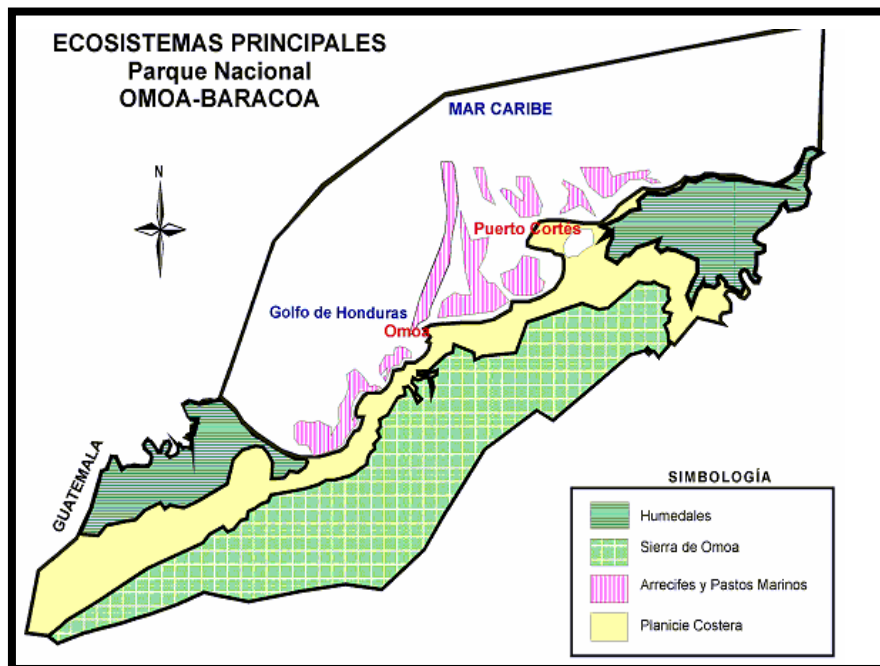 ECOSISTEMAS PRINCIPALES
Parque Nacional
OMOA-BARACOA
MAR CARIBE
N
Puerto Cortes
Golfo de Honduras
Omoa
GUATEMALA
SIMBOLOGÍA
Humedales
Sierra de Omoa
Arrecifes y Pastos Marinos
Planicie Costera